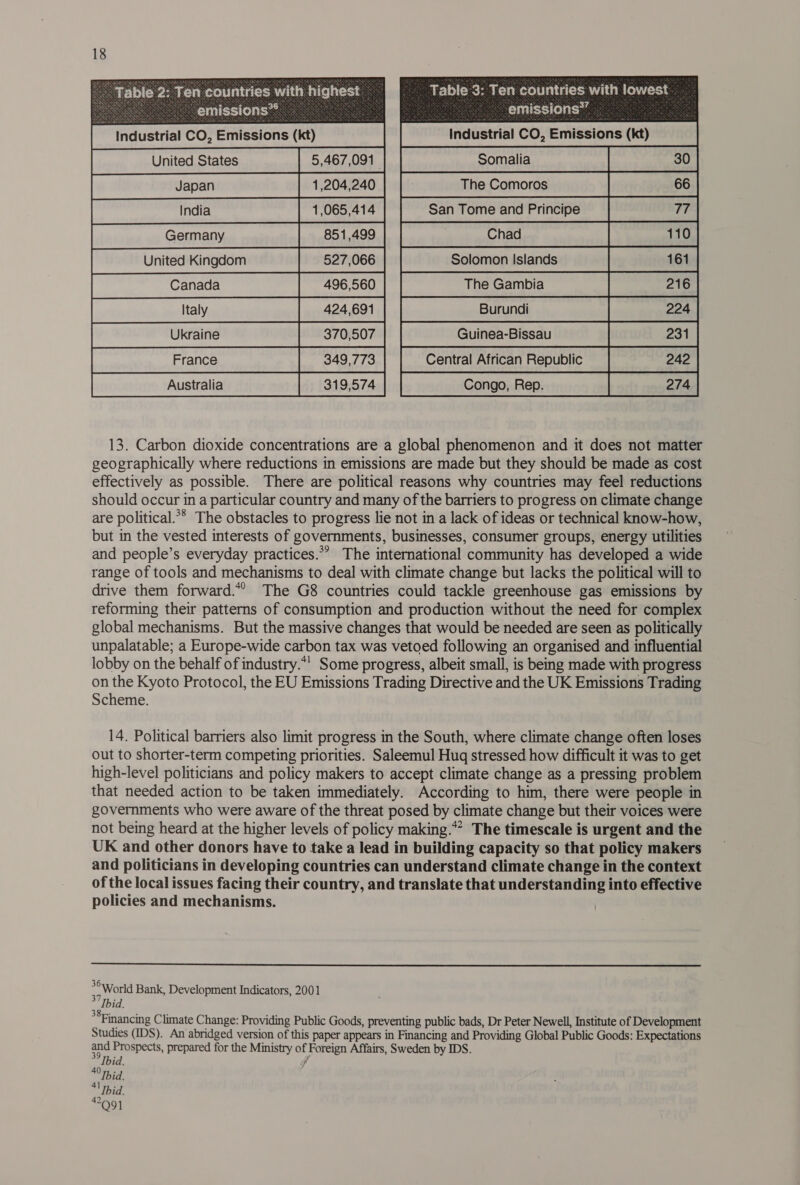 18
Table 2: Ten countries with highest
emissions³⁶
Industrial CO₂ Emissions (kt)
United States 5,467,091
Japan 1,204,240
India 1,065,414
Germany 851,499
United Kingdom 527,066
Canada 496,560
Italy 424,691
Ukraine 370,507
France 349,773
Australia 319,574
Table 3: Ten countries with lowest
emissions³⁷
Industrial CO₂ Emissions (kt)
Somalia 30
The Comoros 66
San Tome and Principe 77
Chad 110
Solomon Islands 161
The Gambia 216
Burundi 224
Guinea-Bissau 231
Central African Republic 242
Congo, Rep. 274
13. Carbon dioxide concentrations are a global phenomenon and it does not matter
geographically where reductions in emissions are made but they should be made as cost
effectively as possible. There are political reasons why countries may feel reductions
should occur in a particular country and many of the barriers to progress on climate change
are political.³⁸ The obstacles to progress lie not in a lack of ideas or technical know-how,
but in the vested interests of governments, businesses, consumer groups, energy utilities
and people's everyday practices.³⁹ The international community has developed a wide
range of tools and mechanisms to deal with climate change but lacks the political will to
drive them forward.⁴⁰ The G8 countries could tackle greenhouse gas emissions by
reforming their patterns of consumption and production without the need for complex
global mechanisms. But the massive changes that would be needed are seen as politically
unpalatable; a Europe-wide carbon tax was vetoed following an organised and influential
lobby on the behalf of industry.⁴¹ Some progress, albeit small, is being made with progress
on the Kyoto Protocol, the EU Emissions Trading Directive and the UK Emissions Trading
Scheme.
14. Political barriers also limit progress in the South, where climate change often loses
out to shorter-term competing priorities. Saleemul Huq stressed how difficult it was to get
high-level politicians and policy makers to accept climate change as a pressing problem
that needed action to be taken immediately. According to him, there were people in
governments who were aware of the threat posed by climate change but their voices were
not being heard at the higher levels of policy making.⁴² The timescale is urgent and the
UK and other donors have to take a lead in building capacity so that policy makers
and politicians in developing countries can understand climate change in the context
of the local issues facing their country, and translate that understanding into effective
policies and mechanisms.
³⁶World Bank, Development Indicators, 2001
³⁷Ibid.
³⁸Financing Climate Change: Providing Public Goods, preventing public bads, Dr Peter Newell, Institute of Development
Studies (IDS). An abridged version of this paper appears in Financing and Providing Global Public Goods: Expectations
and Prospects, prepared for the Ministry of Foreign Affairs, Sweden by IDS.
³⁹Ibid.
⁴⁰Ibid.
⁴¹Ibid.
⁴²Q91